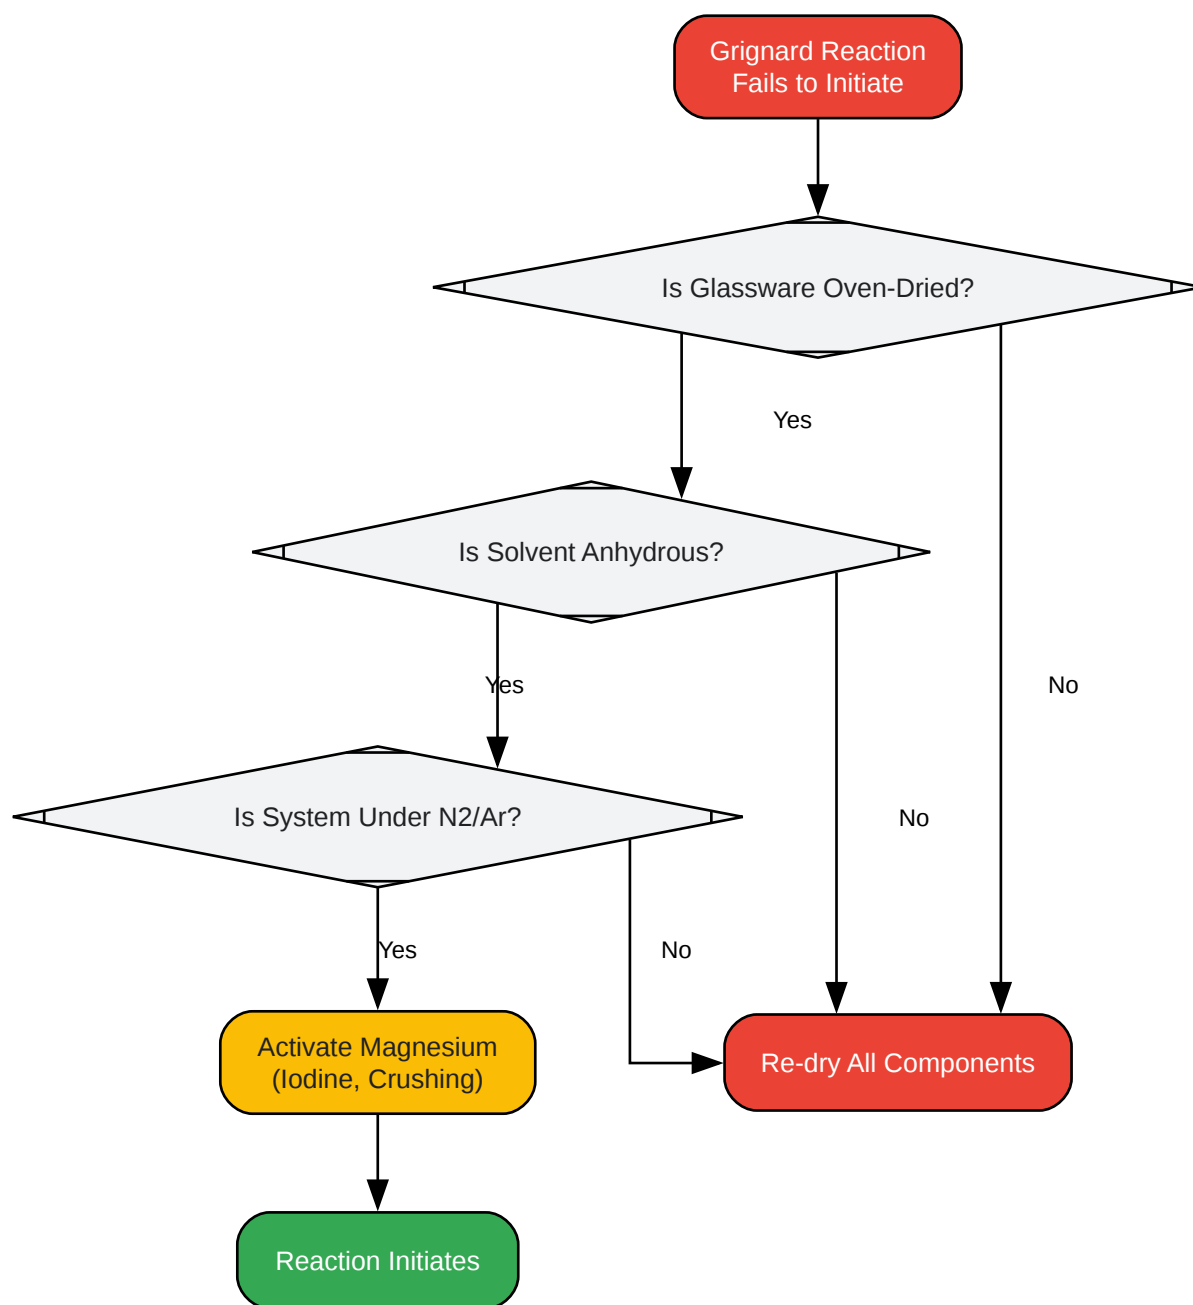 Grignard Reaction
Fails to Initiate
Is Glassware Oven-Dried?
Yes
Is Solvent Anhydrous?
Yes
No
Is System Under N2/Ar?
No
Yes
No
Activate Magnesium
(Iodine, Crushing)
Re-dry All Components
Reaction Initiates